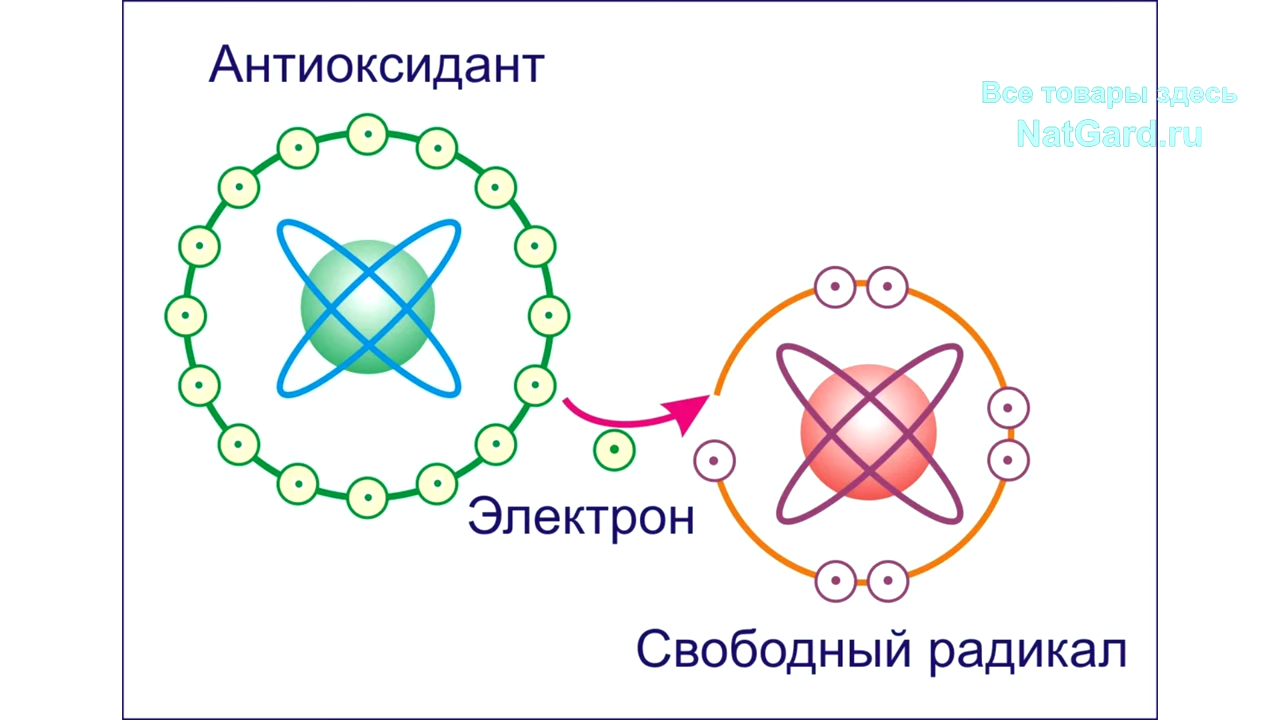 Антиоксидант
Все товары здесь
NatGard.ru
Электрон
Свободный радикал